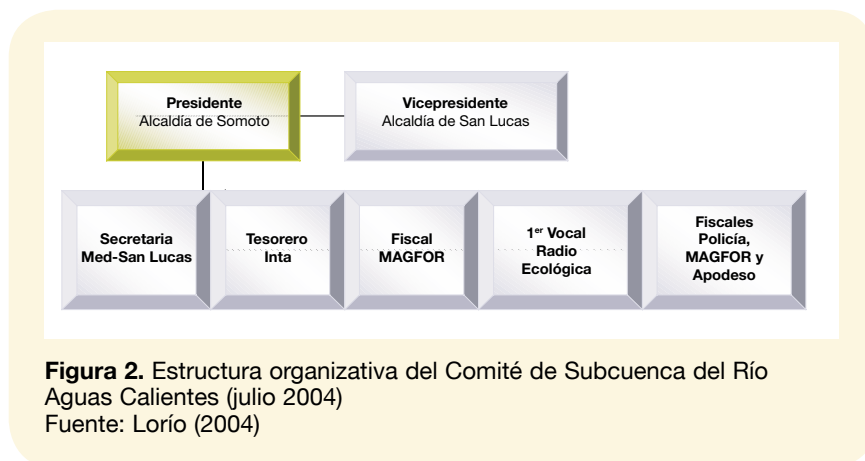 Presidente
Alcaldía de Somoto
Vicepresidente
Alcaldía de San Lucas
Secretaria
Med-San Lucas
Tesorero
Inta
Fiscal
MAGFOR
1er Vocal
Radio
Ecológica
Fiscales
Policía,
MAGFOR y
Apodeso
Figura 2. Estructura organizativa del Comité de Subcuenca del Río
Aguas Calientes (julio 2004)
Fuente: Lorío (2004)